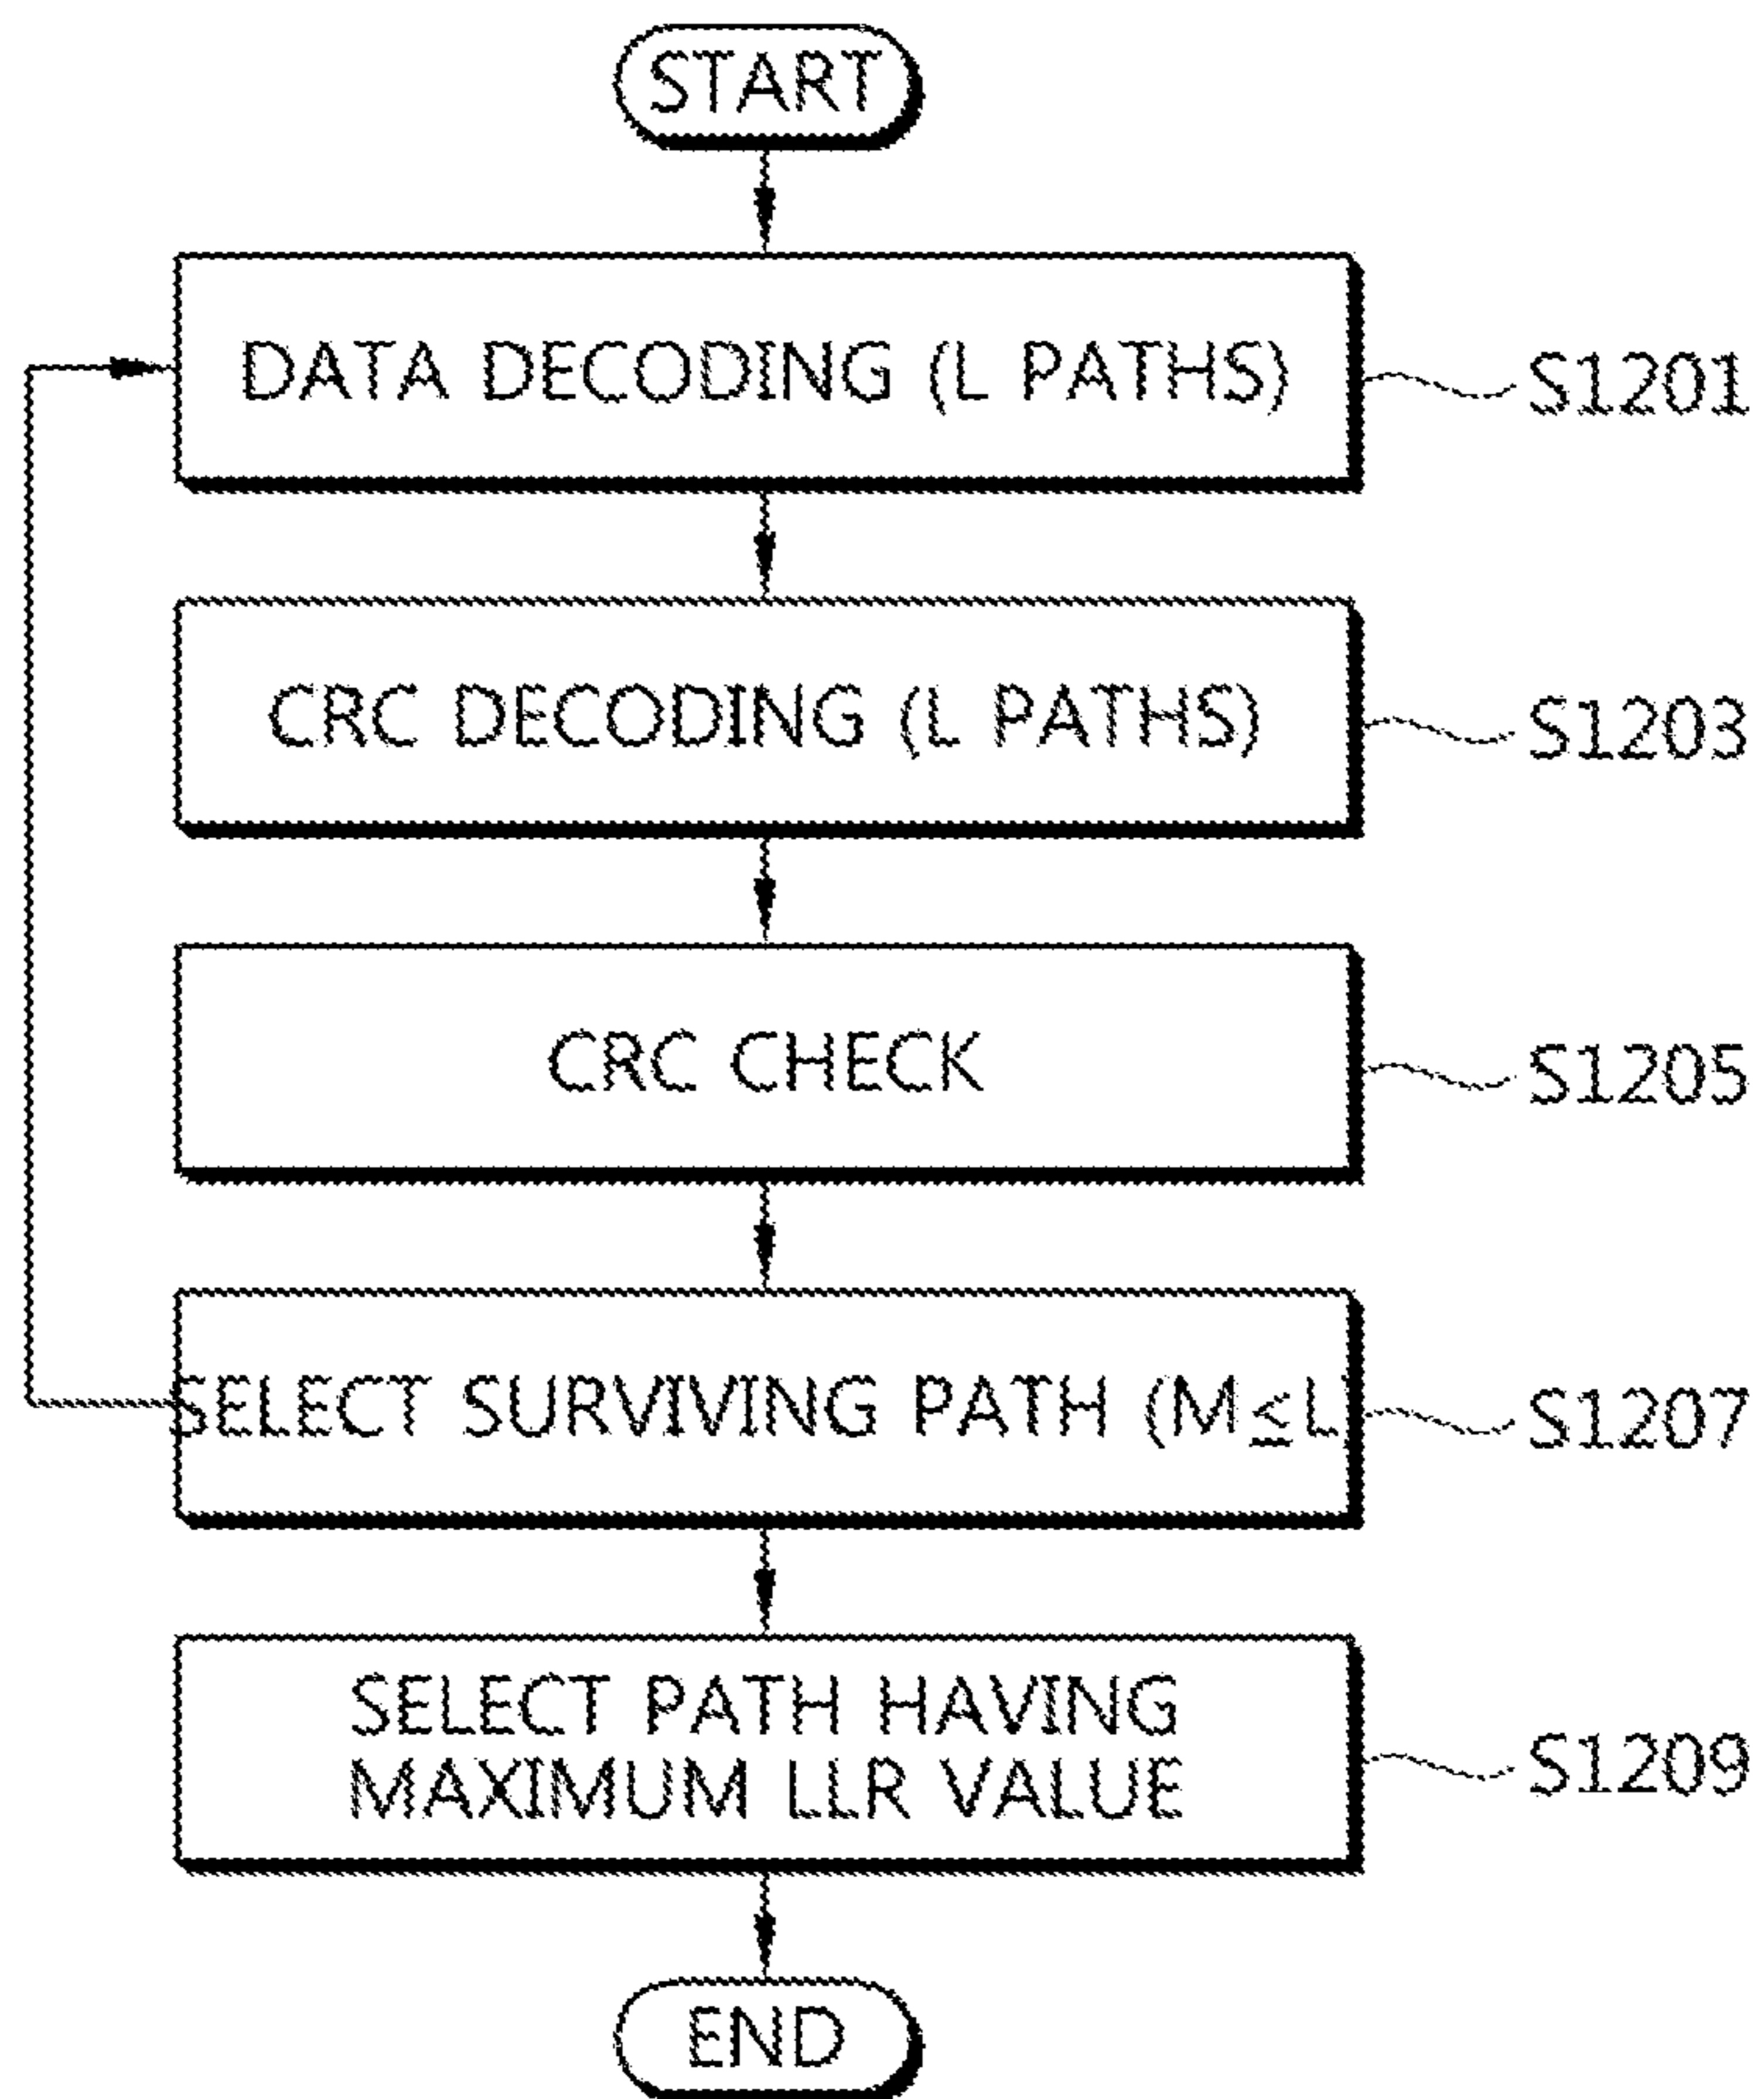 START
DATA DECODING (L PATHS)
S1201
CRC DECODING (L PATHS)
S1203
CRC CHECK
S1205
SELECT SURVIVING PATH (M≤L)
S1207
SELECT PATH HAVING
MAXIMUM LLR VALUE
S1209
END